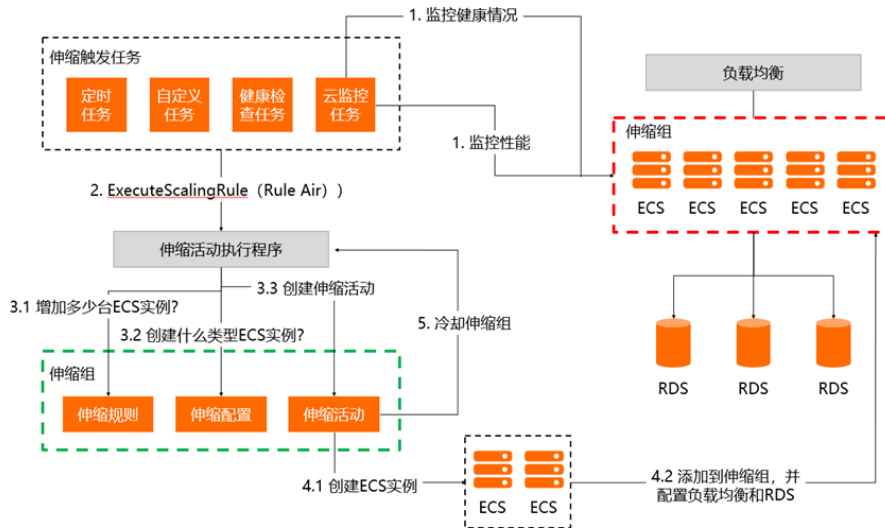 1. 监控健康情况
伸缩触发任务
定时
任务
自定义
任务
健康检
查任务
云监控
任务
负载均衡
1. 监控性能
伸缩组
ECS
ECS
ECS
ECS
ECS
2. ExecuteScalingRule（Rule Air））
伸缩活动执行程序
3.3 创建伸缩活动
3.1 增加多少台ECS实例？
3.2 创建什么类型ECS实例？
5. 冷却伸缩组
伸缩组
伸缩规则
伸缩配置
伸缩活动
RDS
RDS
RDS
4.1 创建ECS实例
ECS
ECS
4.2 添加到伸缩组，并
配置负载均衡和RDS